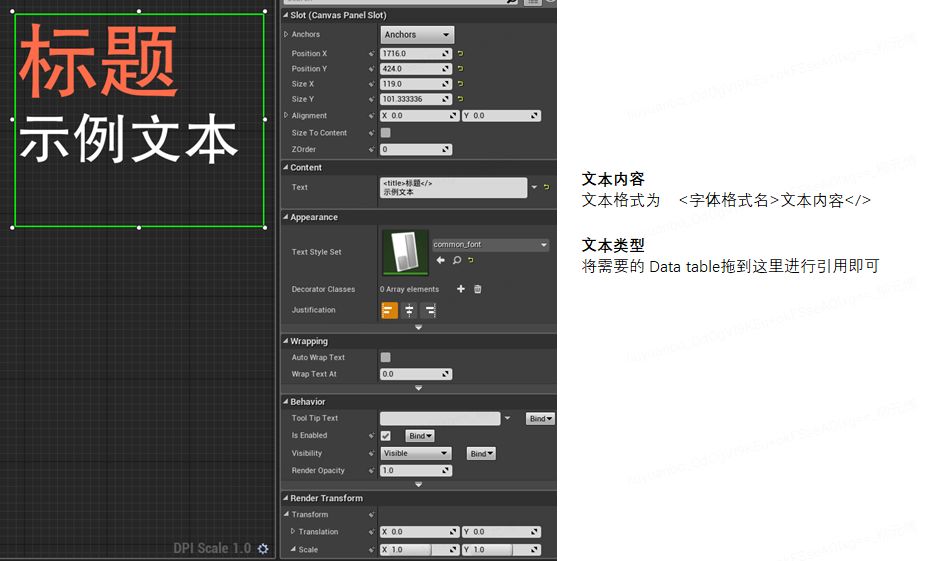 标题
示例文本
DPI Scale 1.0
Slot (Canvas Panel Slot)
Anchors Anchors
Position X 1716.0
Position Y 424.0
Size X 119.0
Size Y 101.333336
Alignment X 0.0 Y 0.0
Size To Content
ZOrder 0
Content
Text <title>标题</>
示例文本
Appearance
Text Style Set common_font
Decorator Classes 0 Array elements
Justification
Wrapping
Auto Wrap Text
Wrap Text At 0.0
Behavior
Tool Tip Text Bind
Is Enabled Bind
Visibility Visible Bind
Render Opacity 1.0
Render Transform
Transform
Translation X 0.0 Y 0.0
Scale X 1.0 Y 1.0
文本内容
文本格式为 <字体格式名>文本内容</>
文本类型
将需要的 Data table拖到这里进行引用即可